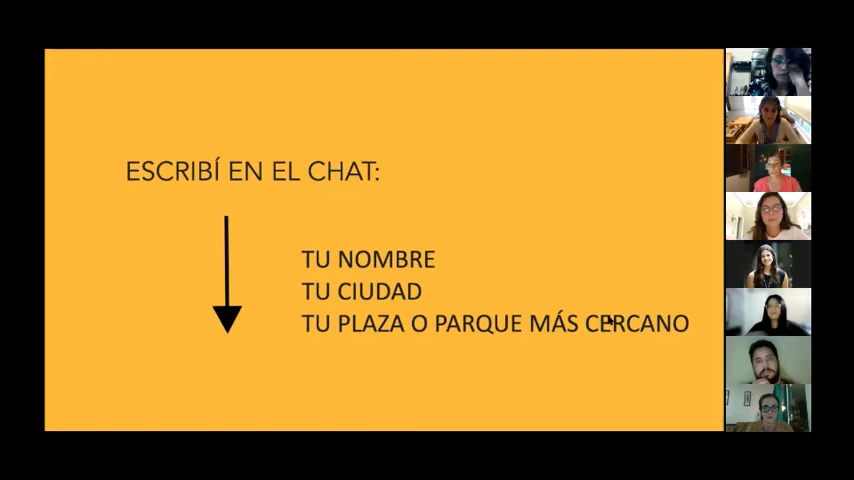 ESCRIBÍ EN EL CHAT:
TU NOMBRE
TU CIUDAD
TU PLAZA O PARQUE MÁS CERCANO